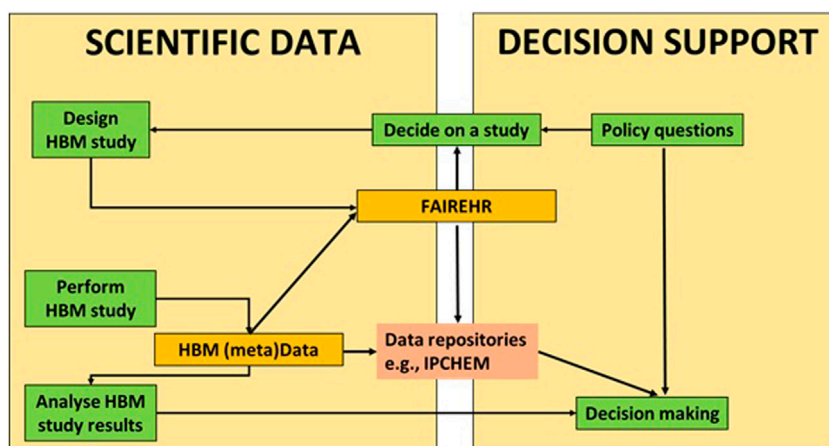 SCIENTIFIC DATA
DECISION SUPPORT
Design
HBM study
Decide on a study
Policy questions
FAIREHR
Perform
HBM study
HBM (meta)Data
Data repositories
e.g., IPCHEM
Analyse HBM
study results
Decision making